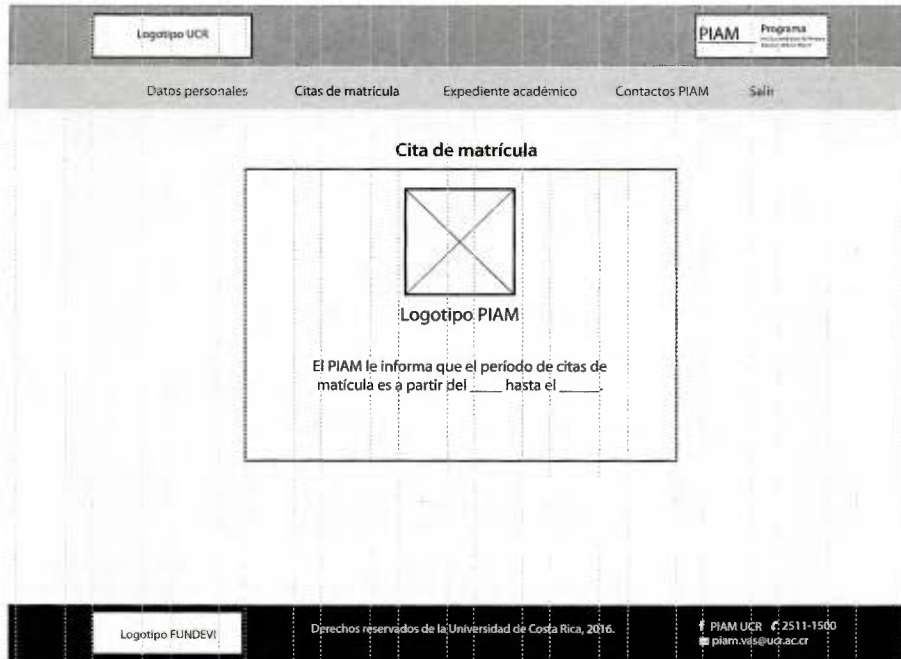 Logotipo UCR
PIAM Programa
Datos personales Citas de matrícula Expediente académico Contactos PIAM Salir
Cita de matrícula
Logotipo PIAM
El PIAM le informa que el período de citas de
matícula es a partir del ____ hasta el _____.
Logotipo FUNDEVI
Derechos reservados de la Universidad de Costa Rica, 2016.
PIAM UCR 2511-1500
piam.vas@ucr.ac.cr